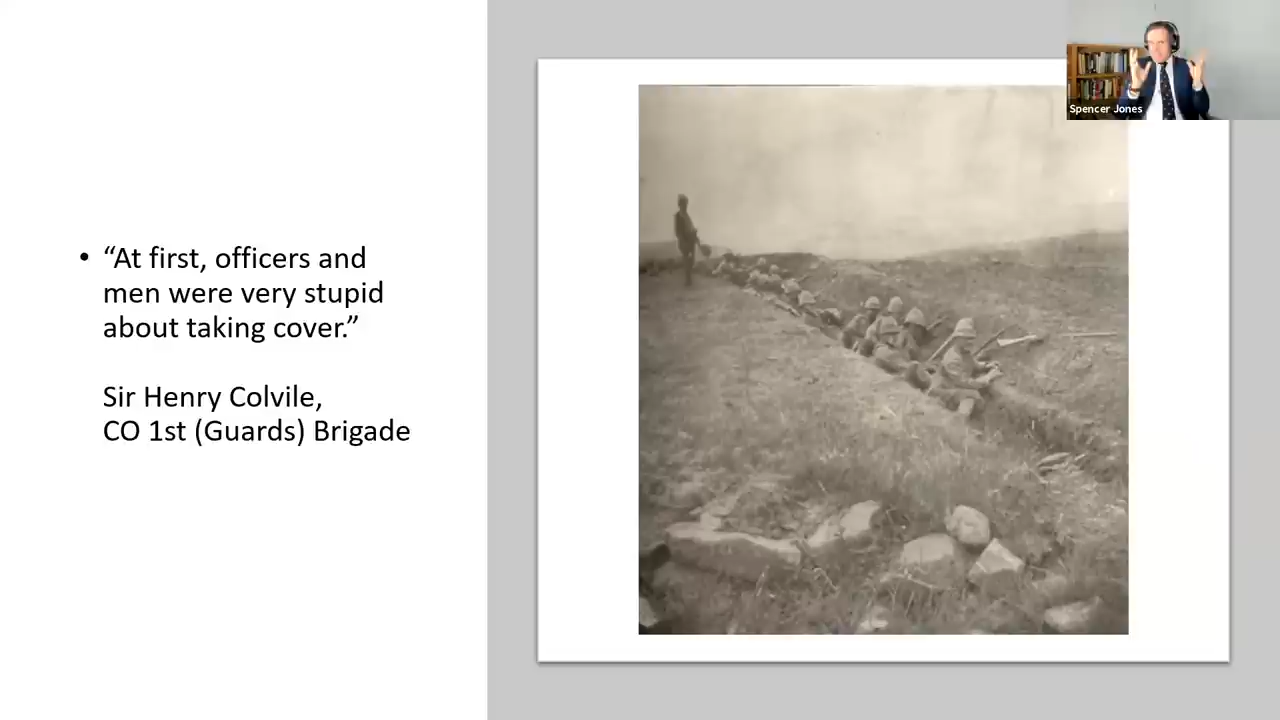 • “At first, officers and
men were very stupid
about taking cover.”
Sir Henry Colvile,
CO 1st (Guards) Brigade
Spencer Jones